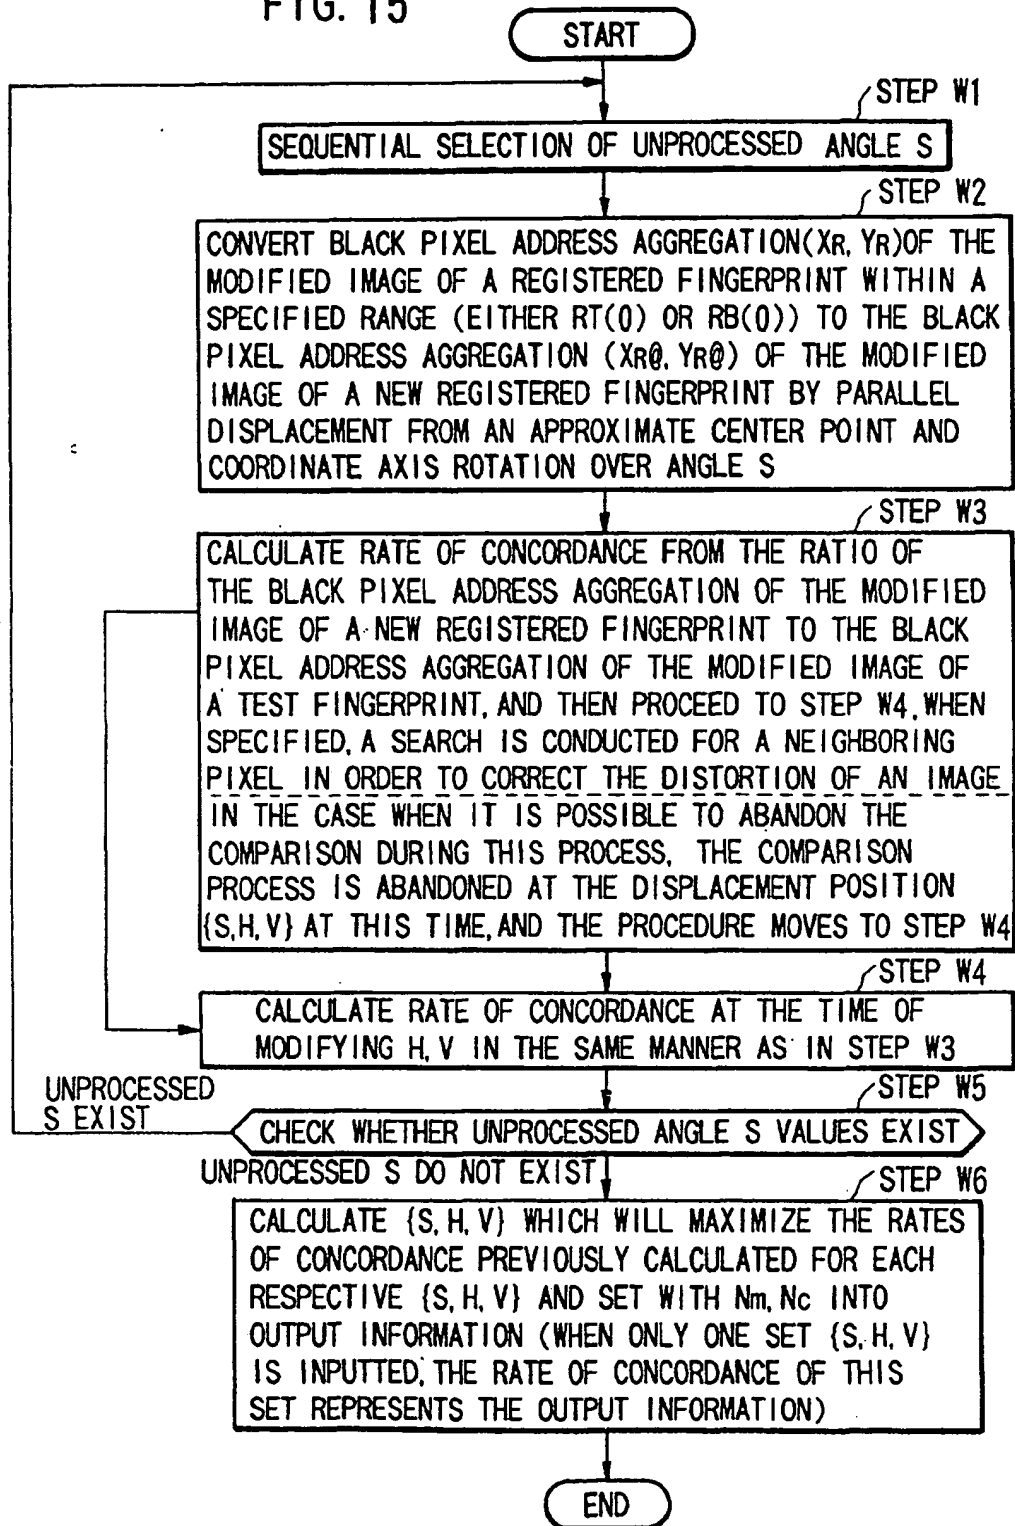 FIG. 15
START
STEP W1
SEQUENTIAL SELECTION OF UNPROCESSED ANGLE S
STEP W2
CONVERT BLACK PIXEL ADDRESS AGGREGATION(XR, YR)OF THE
MODIFIED IMAGE OF A REGISTERED FINGERPRINT WITHIN A
SPECIFIED RANGE (EITHER RT(Q) OR RB(Q)) TO THE BLACK
PIXEL ADDRESS AGGREGATION (XR@, YR@) OF THE MODIFIED
IMAGE OF A NEW REGISTERED FINGERPRINT BY PARALLEL
DISPLACEMENT FROM AN APPROXIMATE CENTER POINT AND
COORDINATE AXIS ROTATION OVER ANGLE S
STEP W3
CALCULATE RATE OF CONCORDANCE FROM THE RATIO OF
THE BLACK PIXEL ADDRESS AGGREGATION OF THE MODIFIED
IMAGE OF A NEW REGISTERED FINGERPRINT TO THE BLACK
PIXEL ADDRESS AGGREGATION OF THE MODIFIED IMAGE OF
A TEST FINGERPRINT, AND THEN PROCEED TO STEP W4. WHEN
SPECIFIED, A SEARCH IS CONDUCTED FOR A NEIGHBORING
PIXEL IN ORDER TO CORRECT THE DISTORTION OF AN IMAGE
IN THE CASE WHEN IT IS POSSIBLE TO ABANDON THE
COMPARISON DURING THIS PROCESS, THE COMPARISON
PROCESS IS ABANDONED AT THE DISPLACEMENT POSITION
{S, H, V} AT THIS TIME, AND THE PROCEDURE MOVES TO STEP W4
STEP W4
CALCULATE RATE OF CONCORDANCE AT THE TIME OF
MODIFYING H, V IN THE SAME MANNER AS IN STEP W3
UNPROCESSED
S EXIST
STEP W5
CHECK WHETHER UNPROCESSED ANGLE S VALUES EXIST
UNPROCESSED S DO NOT EXIST
STEP W6
CALCULATE {S, H, V} WHICH WILL MAXIMIZE THE RATES
OF CONCORDANCE PREVIOUSLY CALCULATED FOR EACH
RESPECTIVE {S, H, V} AND SET WITH Nm, Nc INTO
OUTPUT INFORMATION (WHEN ONLY ONE SET {S, H, V}
IS INPUTTED, THE RATE OF CONCORDANCE OF THIS
SET REPRESENTS THE OUTPUT INFORMATION)
END